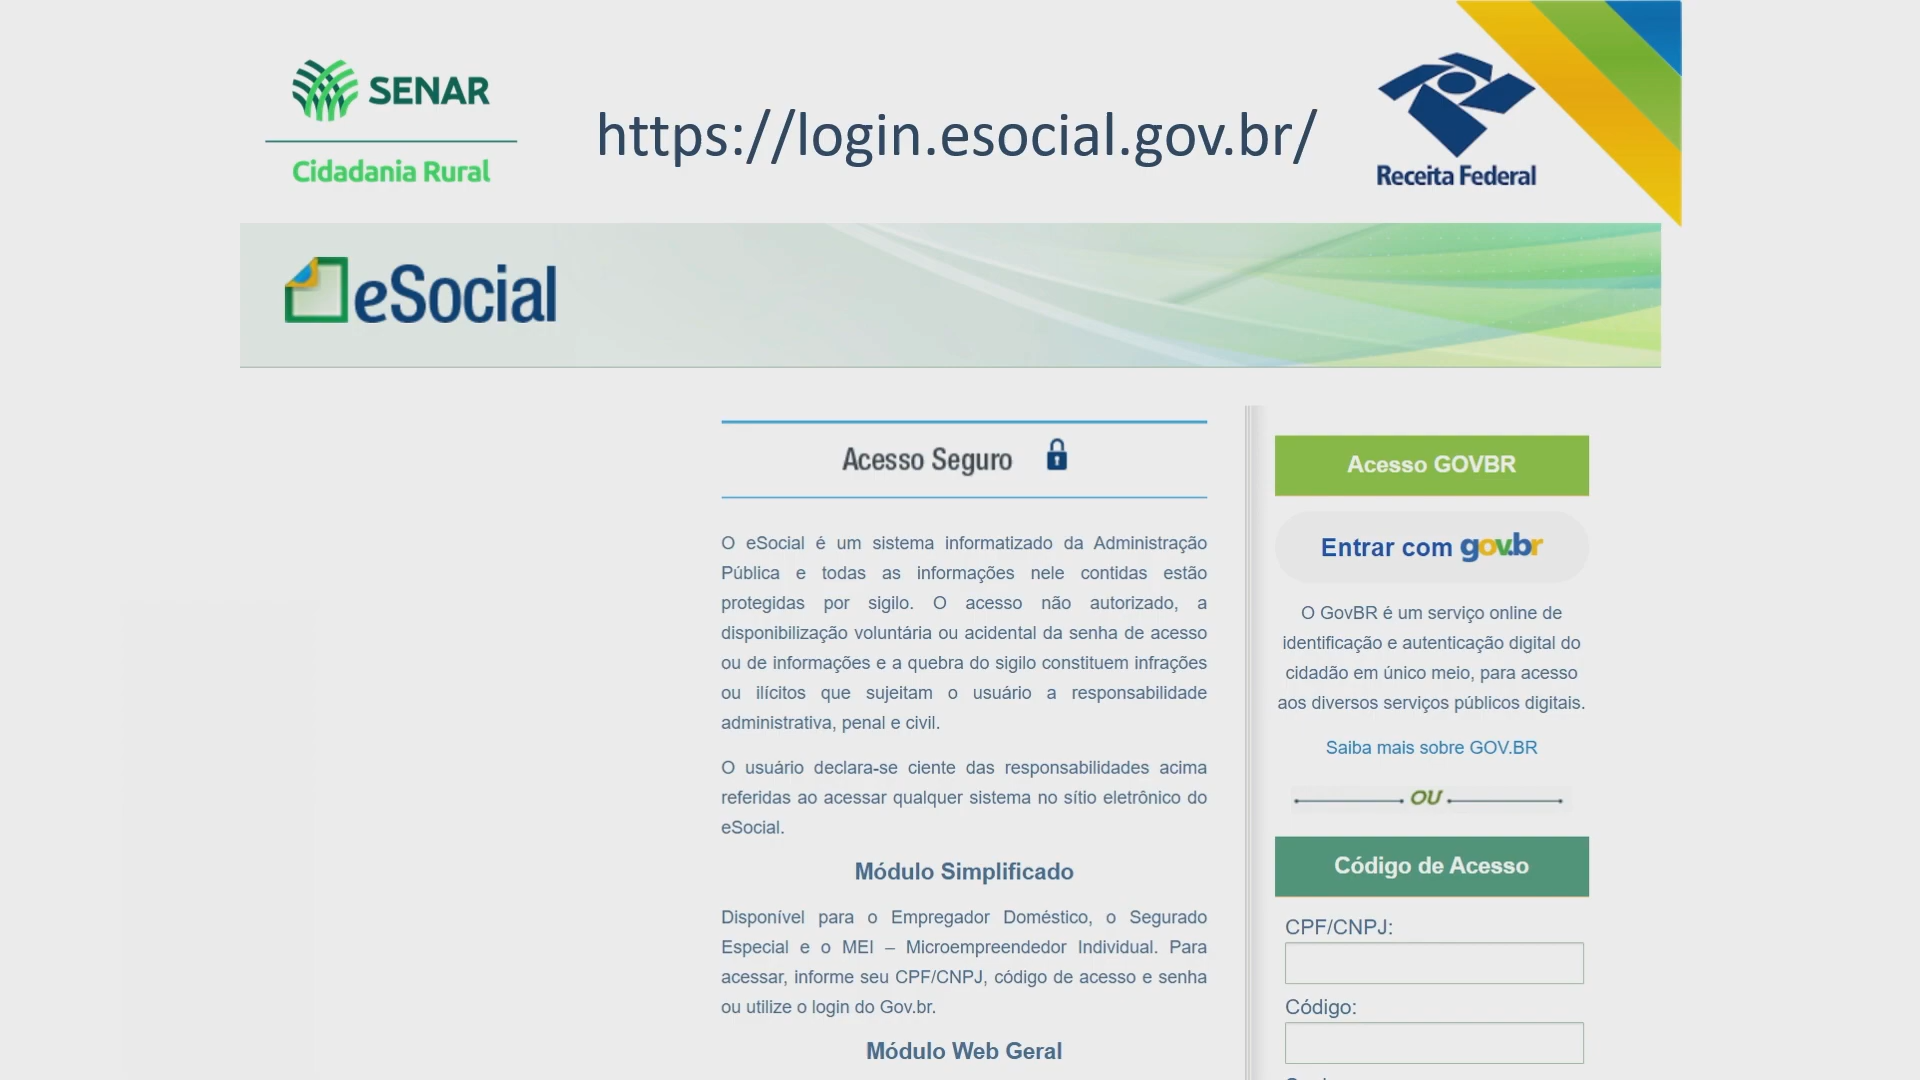 SENAR
Cidadania Rural
https://login.esocial.gov.br/
Receita Federal
eSocial
Acesso Seguro
O eSocial é um sistema informatizado da Administração
Pública e todas as informações nele contidas estão
protegidas por sigilo. O acesso não autorizado, a
disponibilização voluntária ou acidental da senha de acesso
ou de informações e a quebra do sigilo constituem infrações
ou ilícitos que sujeitam o usuário a responsabilidade
administrativa, penal e civil.
O usuário declara-se ciente das responsabilidades acima
referidas ao acessar qualquer sistema no sítio eletrônico do
eSocial.
Módulo Simplificado
Disponível para o Empregador Doméstico, o Segurado
Especial e o MEI – Microempreendedor Individual. Para
acessar, informe seu CPF/CNPJ, código de acesso e senha
ou utilize o login do Gov.br.
Módulo Web Geral
Acesso GOVBR
Entrar com gov.br
O GovBR é um serviço online de
identificação e autenticação digital do
cidadão em único meio, para acesso
aos diversos serviços públicos digitais.
Saiba mais sobre GOV.BR
OU
Código de Acesso
CPF/CNPJ:
Código: